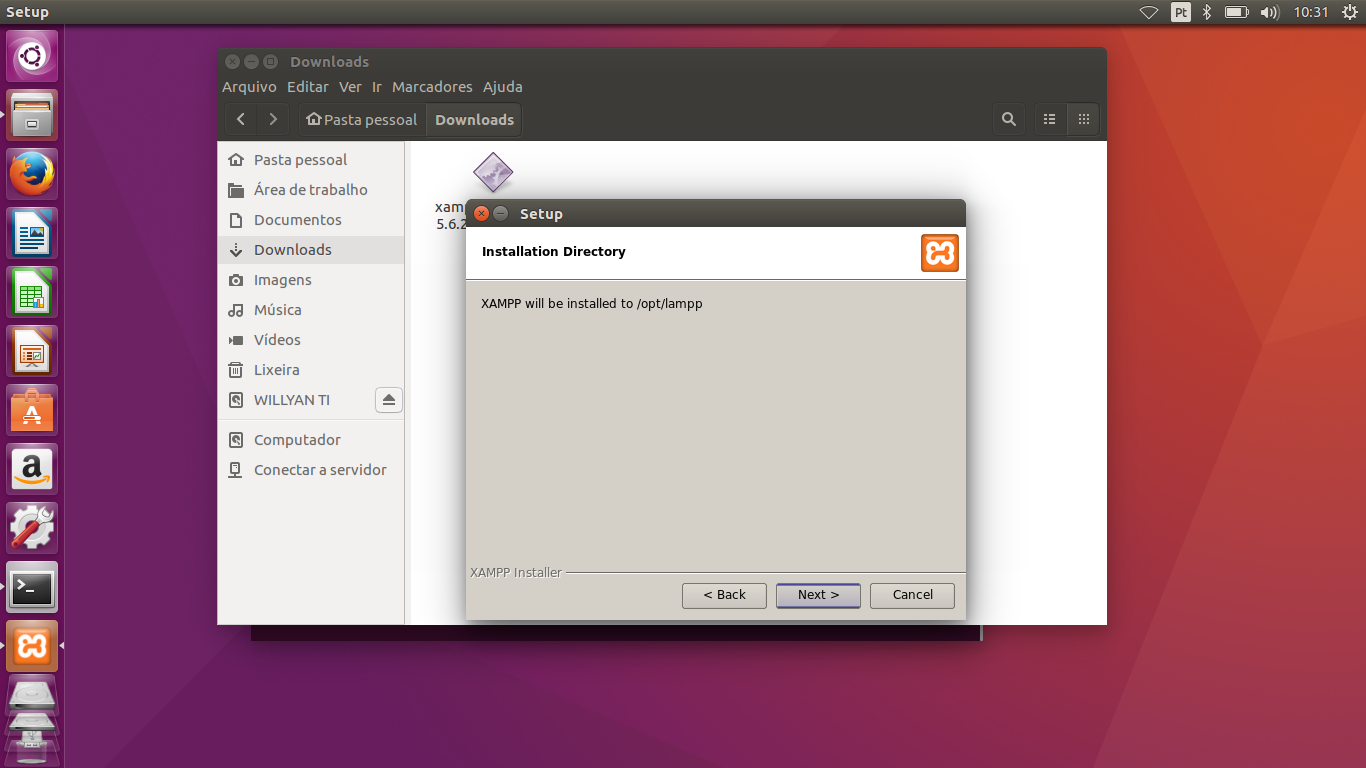 Setup
Pt
10:31
Downloads
Arquivo Editar Ver Ir Marcadores Ajuda
Pasta pessoal Downloads
Pasta pessoal
Área de trabalho
Documentos
Downloads
Imagens
Música
Vídeos
Lixeira
WILLYAN TI
Computador
Conectar a servidor
xam
5.6.2
Setup
Installation Directory
XAMPP will be installed to /opt/lampp
XAMPP Installer
< Back Next > Cancel